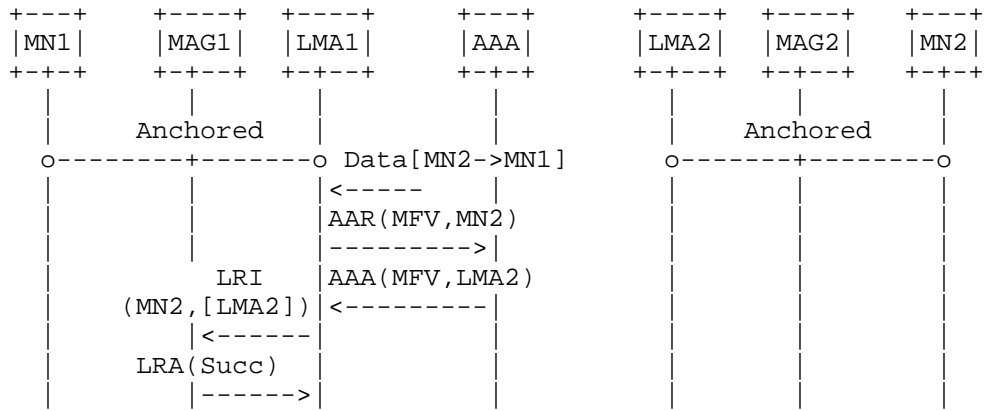 +---+ +----+ +----+ +---+ +----+ +----+ +---+
|MN1| |MAG1| |LMA1| |AAA| |LMA2| |MAG2| |MN2|
+-+-+ +-+--+ +-+--+ +-+-+ +-+--+ +-+--+ +-+-+
| | | | | | |
| Anchored | | | Anchored |
o--------+-------o Data[MN2->MN1] o-------+--------o
| | |<----- | | | |
| | |AAR(MFV,MN2) | | |
| | |--------->| | | |
| LRI |AAA(MFV,LMA2) | | |
| (MN2,[LMA2])|<---------| | | |
| |<------| | | | |
| LRA(Succ) | | | | |
| |------>| | | | |